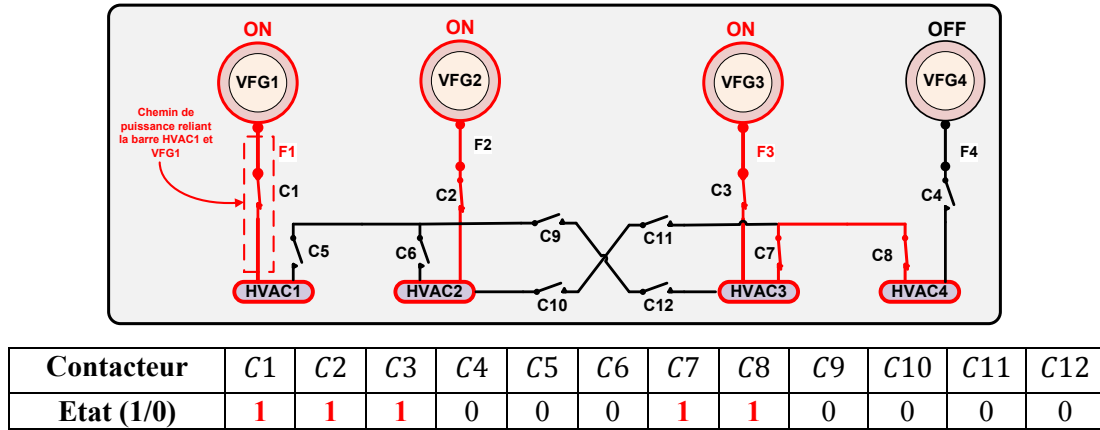 ON ON ON OFF
VFG1 VFG2 VFG3 VFG4
Chemin de
puissance reliant
la barre HVAC1 et
VFG1
F1 F2 F3 F4
C1 C2 C3 C4
C9 C11
C5 C6 C7 C8
HVAC1 HVAC2 HVAC3 HVAC4
C10 C12
Contacteur C1 C2 C3 C4 C5 C6 C7 C8 C9 C10 C11 C12
Etat (1/0) 1 1 1 0 0 0 1 1 0 0 0 0